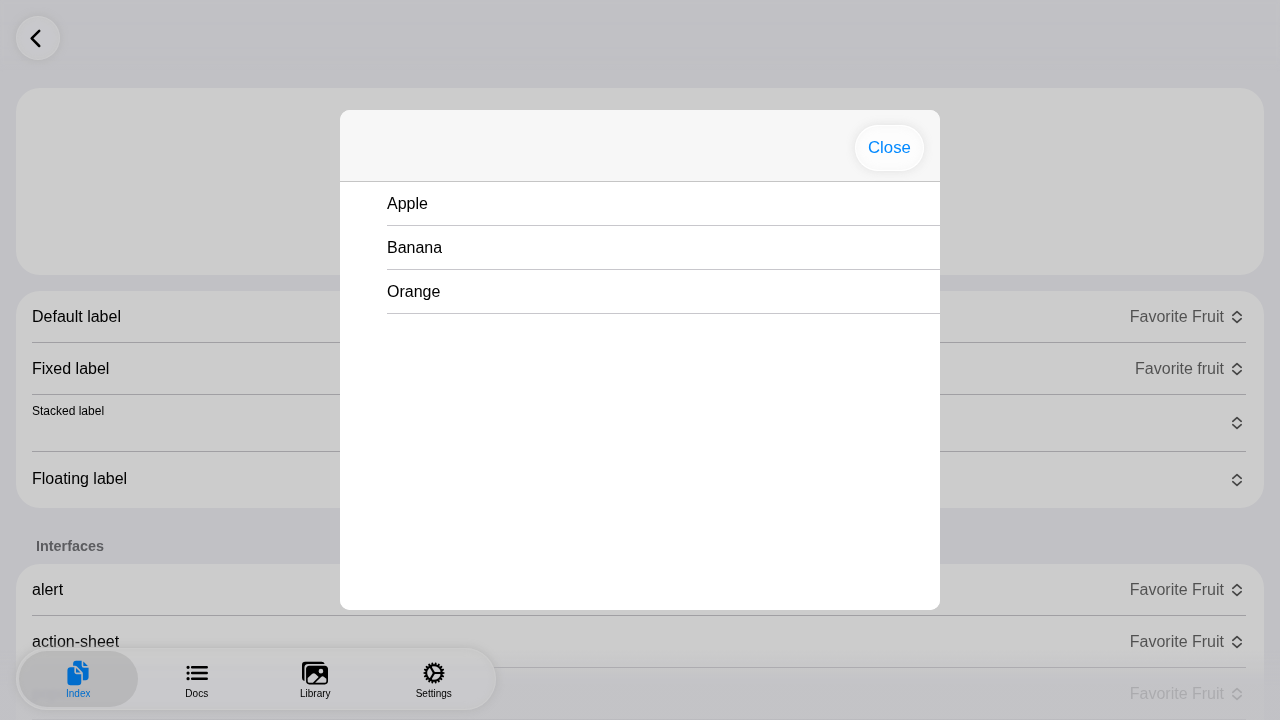 Close
Apple
Banana
Orange
Default label Favorite Fruit
Fixed label Favorite fruit
Stacked label
Floating label
Interfaces
alert Favorite Fruit
action-sheet Favorite Fruit
Favorite Fruit
Index Docs Library Settings